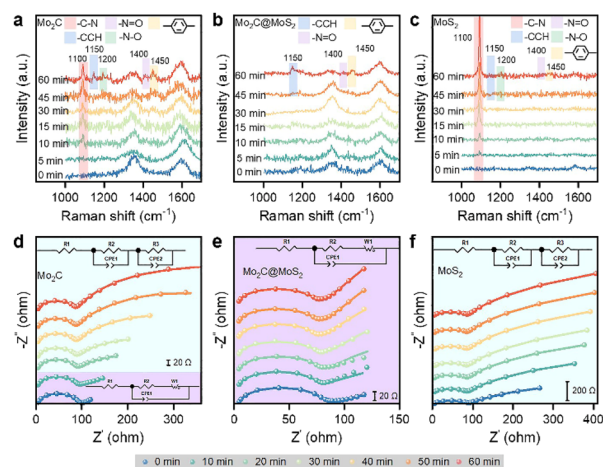 a Mo₂C -C-N -N=O -CCH -N-O
1100 1150 1200 1400 1450
60 min
45 min
30 min
15 min
10 min
5 min
0 min
Intensity (a.u.)
1000 1200 1400 1600
Raman shift (cm⁻¹)
b Mo₂C@MoS₂ -CCH -N=O
1150 1400 1450
60 min
45 min
30 min
15 min
10 min
5 min
0 min
Intensity (a.u.)
1000 1200 1400 1600
Raman shift (cm⁻¹)
c MoS₂ -C-N -N=O -CCH -N-O
1100 1150 1200 1400 1450
60 min
45 min
30 min
15 min
10 min
5 min
0 min
Intensity (a.u.)
1000 1200 1400 1600
Raman shift (cm⁻¹)
d
R1 R2 R3
CPE1 CPE2
Mo₂C
-Z''
20 Ω
R1 R2 W1
CPE1
0 100 200 300
Z' (ohm)
e
R1 R2 W1
CPE1
Mo₂C@MoS₂
-Z''
20 Ω
0 50 100 150
Z' (ohm)
f
R1 R2 R3
CPE1 CPE2
MoS₂
-Z''
200 Ω
0 100 200 300 400
Z' (ohm)
0 min 10 min 20 min 30 min 40 min 50 min 60 min